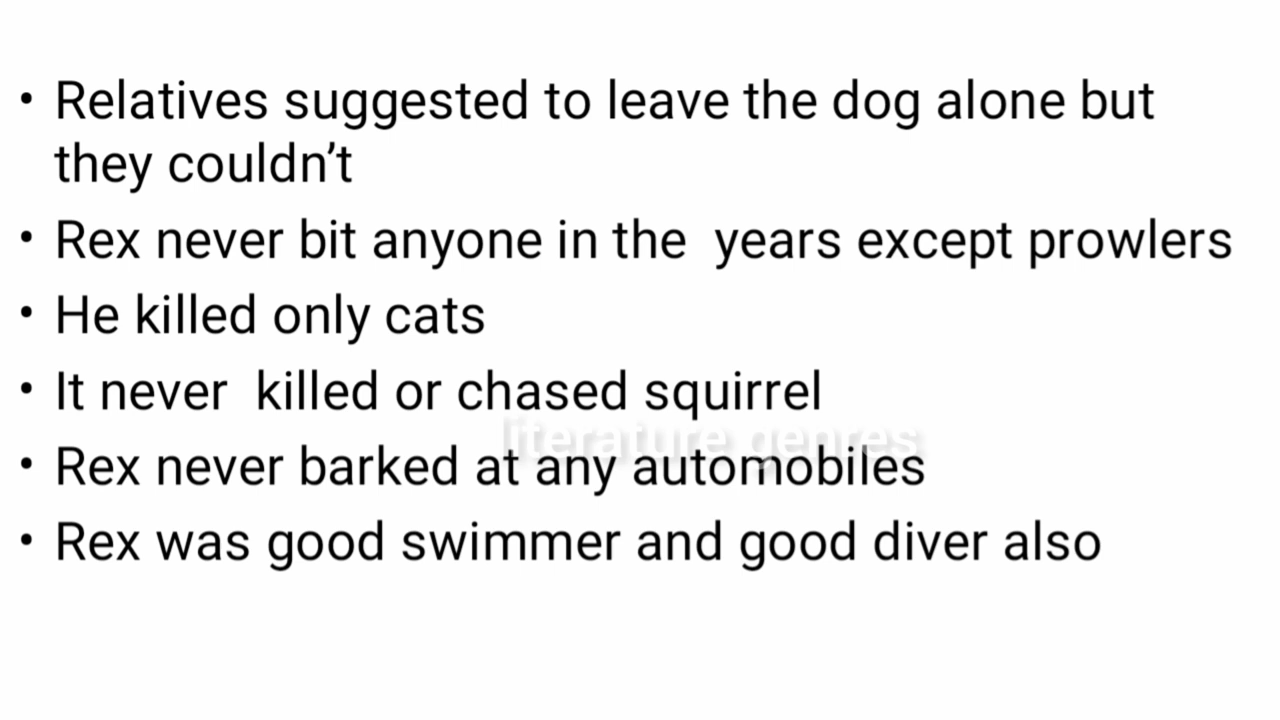 • Relatives suggested to leave the dog alone but
they couldn’t
• Rex never bit anyone in the  years except prowlers
• He killed only cats
• It never  killed or chased squirrel
literature genres
• Rex never barked at any automobiles
• Rex was good swimmer and good diver also